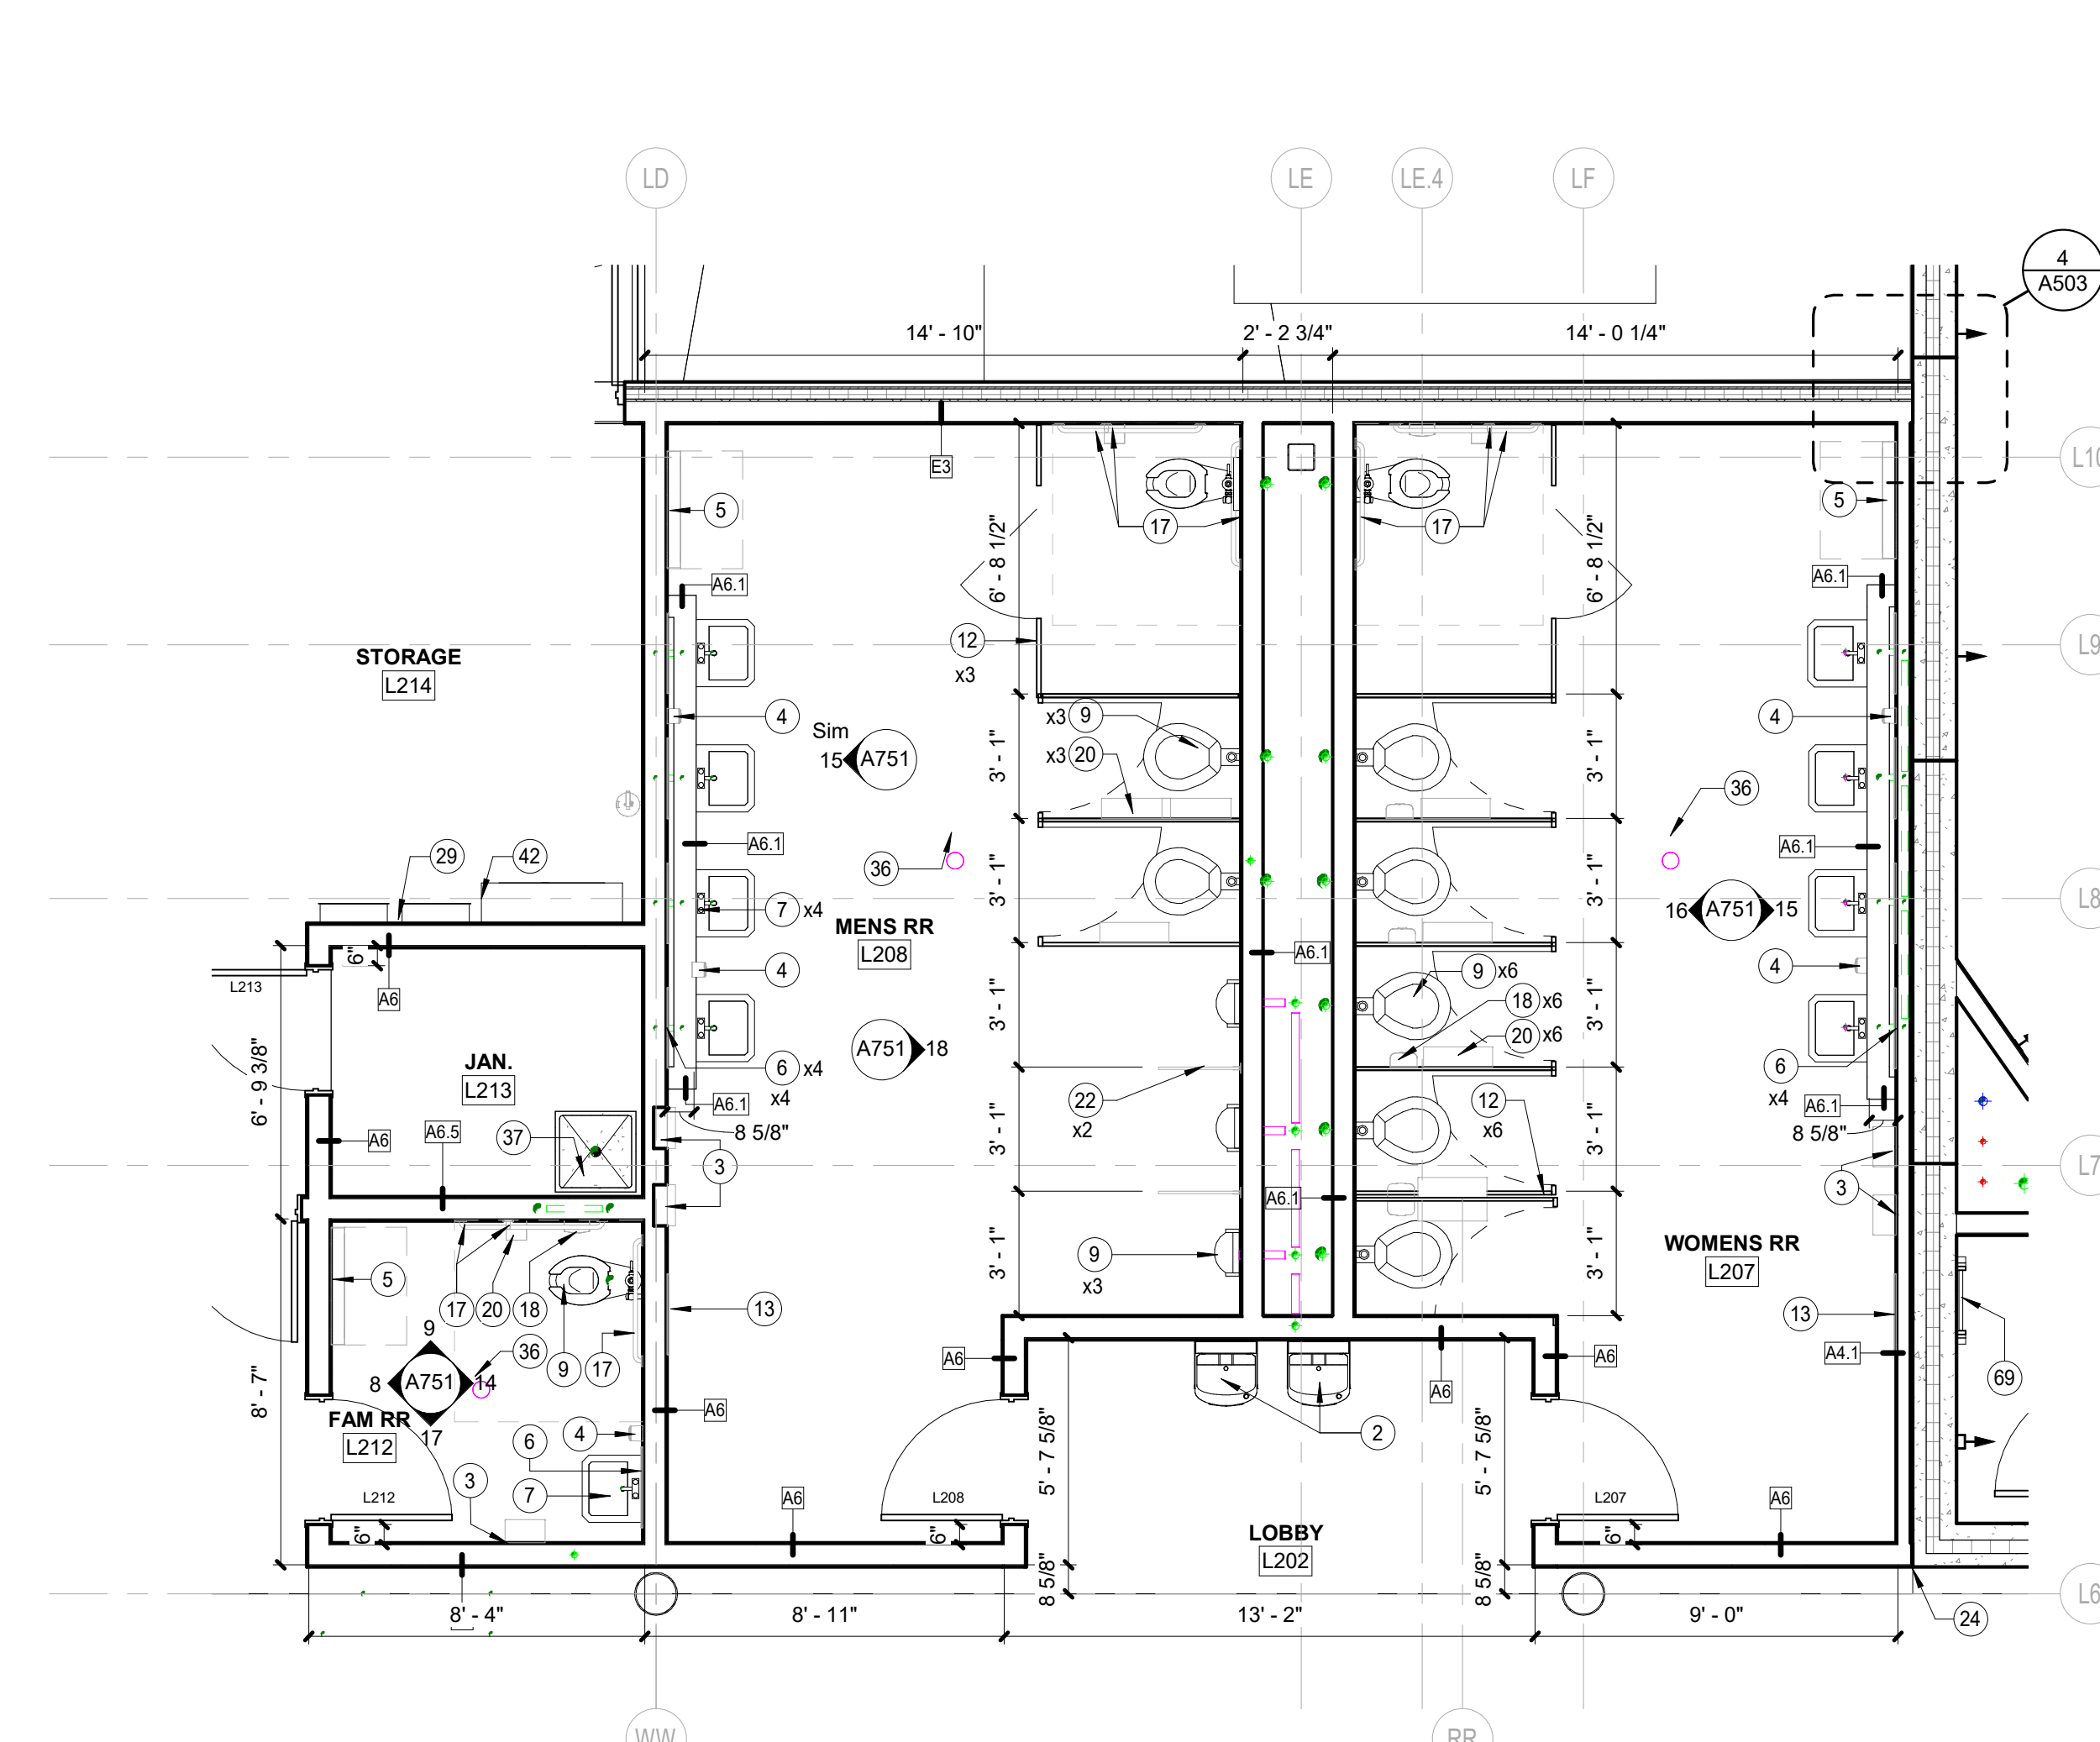 LD
LE
LE.4
LF
4
A503
14' - 10"
2' - 2 3/4"
14' - 0 1/4"
L10
E3
5
17
17
5
6' - 8 1/2"
6' - 8 1/2"
A6.1
A6.1
12
x3
L9
STORAGE
L214
4
Sim
15
A751
x3
9
x3
20
3' - 1"
3' - 1"
4
36
29
42
A6.1
36
3' - 1"
3' - 1"
A6.1
7
x4
MENS RR
L208
16
A751
15
L8
6"
A6
L213
4
A6.1
9
x6
4
18
x6
20
x6
3' - 1"
3' - 1"
A751
18
JAN.
L213
6
x4
x4
A6.1
8 5/8"
22
x2
12
x6
6
x4
A6.1
8 5/8"
6' - 9 3/8"
A6
A6.5
37
3
3' - 1"
3' - 1"
L7
3
A6.1
WOMENS RR
L207
5
17
20
18
13
9
x3
3' - 1"
3' - 1"
13
9
36
9
17
8
A751
14
17
8' - 7"
FAM RR
L212
A6
A6
A6
A4.1
69
A6
2
6
4
3
7
L212
6"
A6
L208
6"
5' - 7 5/8"
5' - 7 5/8"
LOBBY
L202
L207
6"
A6
8 5/8"
8 5/8"
L6
8' - 4"
8' - 11"
13' - 2"
9' - 0"
24
WW
RR